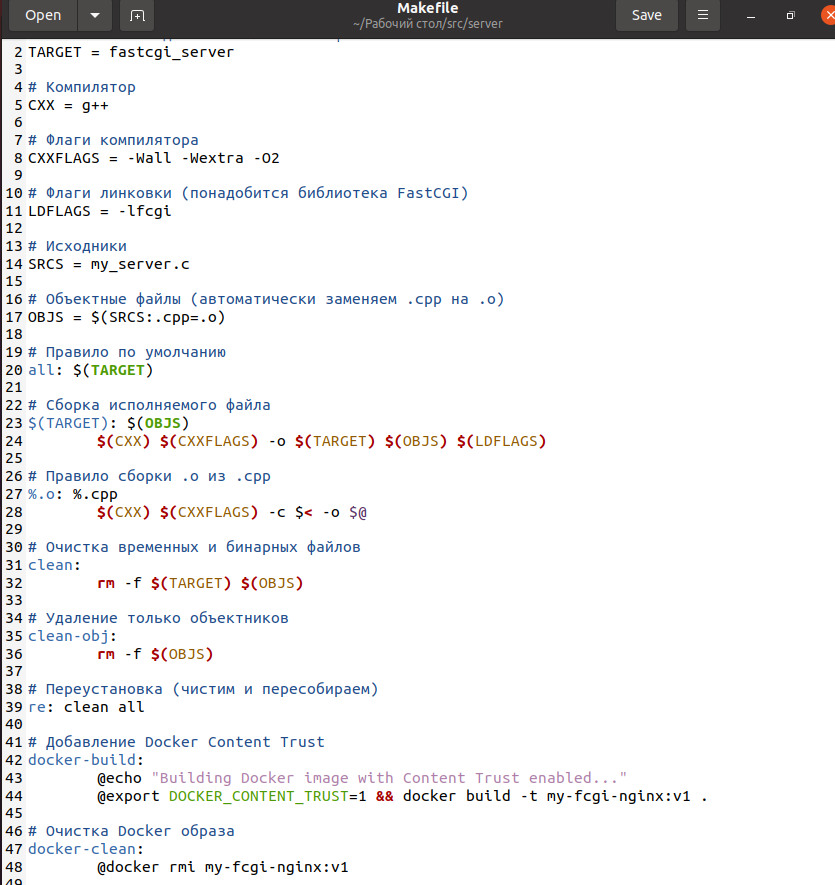 Open
Makefile
~/Рабочий стол/src/server
Save
2 TARGET = fastcgi_server
3
4 # Компилятор
5 CXX = g++
6
7 # Флаги компилятора
8 CXXFLAGS = -Wall -Wextra -O2
9
10 # Флаги линковки (понадобится библиотека FastCGI)
11 LDFLAGS = -lfcgi
12
13 # Исходники
14 SRCS = my_server.c
15
16 # Объектные файлы (автоматически заменяем .cpp на .o)
17 OBJS = $(SRCS:.cpp=.o)
18
19 # Правило по умолчанию
20 all: $(TARGET)
21
22 # Сборка исполняемого файла
23 $(TARGET): $(OBJS)
24 $(CXX) $(CXXFLAGS) -o $(TARGET) $(OBJS) $(LDFLAGS)
25
26 # Правило сборки .o из .cpp
27 %.o: %.cpp
28 $(CXX) $(CXXFLAGS) -c $< -o $@
29
30 # Очистка временных и бинарных файлов
31 clean:
32 rm -f $(TARGET) $(OBJS)
33
34 # Удаление только объектников
35 clean-obj:
36 rm -f $(OBJS)
37
38 # Переустановка (чистим и пересобираем)
39 re: clean all
40
41 # Добавление Docker Content Trust
42 docker-build:
43 @echo "Building Docker image with Content Trust enabled..."
44 @export DOCKER_CONTENT_TRUST=1 && docker build -t my-fcgi-nginx:v1 .
45
46 # Очистка Docker образа
47 docker-clean:
48 @docker rmi my-fcgi-nginx:v1
49